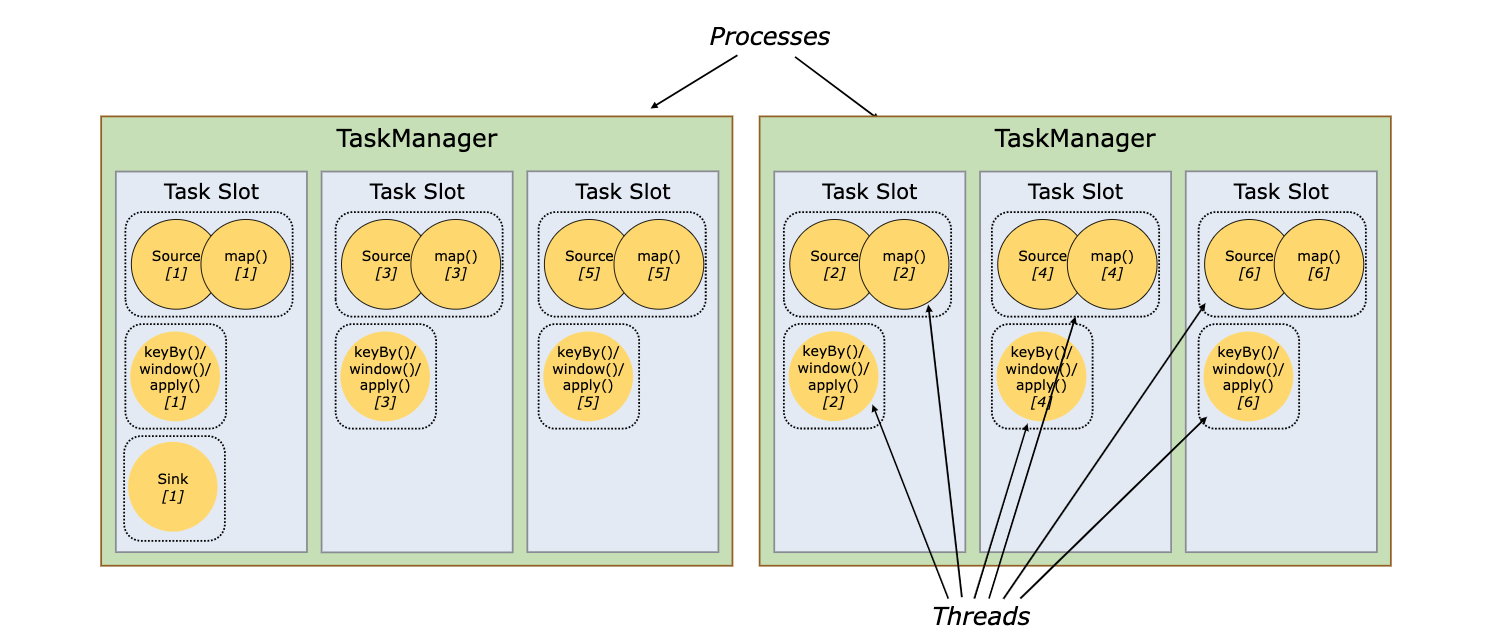 Processes
TaskManager
Task Slot
Source
[1]
map()
[1]
keyBy()/
window()/
apply()
[1]
Sink
[1]
Task Slot
Source
[3]
map()
[3]
keyBy()/
window()/
apply()
[3]
Task Slot
Source
[5]
map()
[5]
keyBy()/
window()/
apply()
[5]
TaskManager
Task Slot
Source
[2]
map()
[2]
keyBy()/
window()/
apply()
[2]
Task Slot
Source
[4]
map()
[4]
keyBy()/
window()/
apply()
[4]
Task Slot
Source
[6]
map()
[6]
keyBy()/
window()/
apply()
[6]
Threads